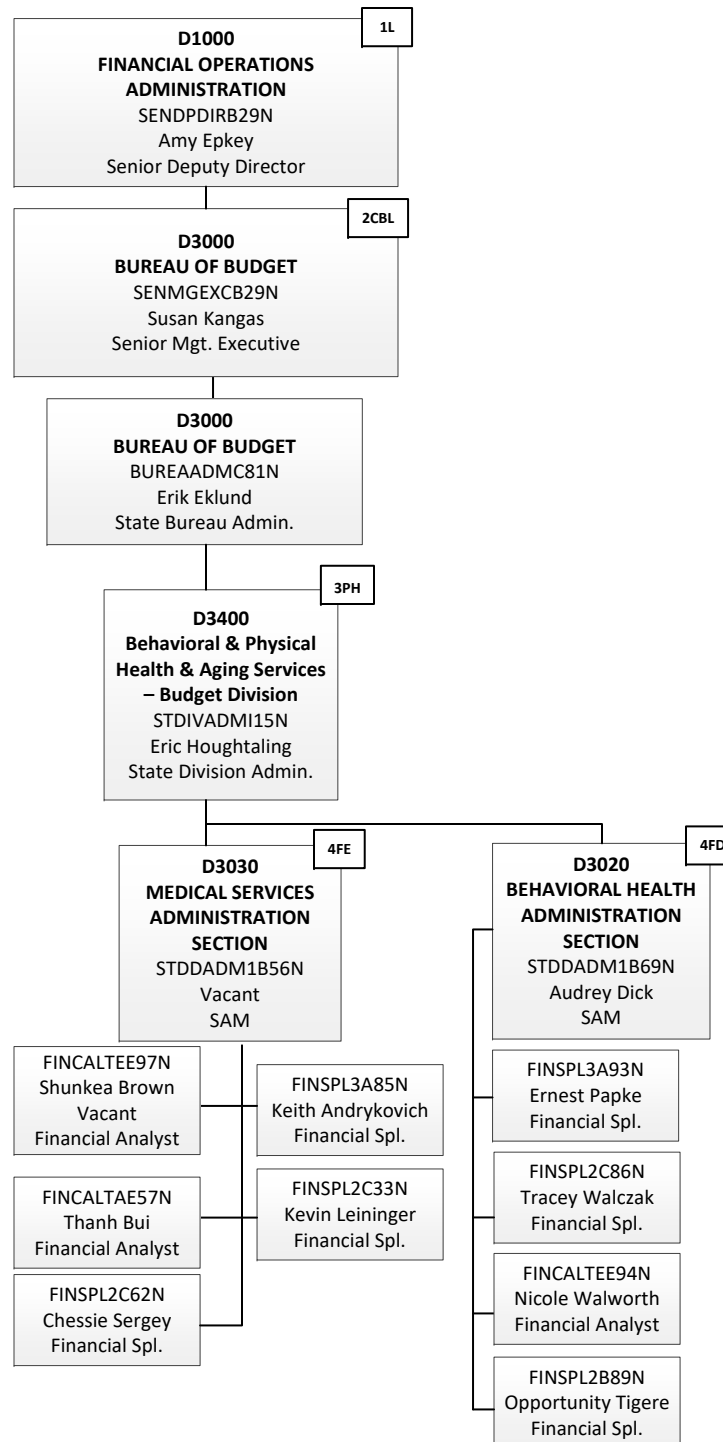 1L
D1000
FINANCIAL OPERATIONS
ADMINISTRATION
SENDPDIRB29N
Amy Epkey
Senior Deputy Director
2CBL
D3000
BUREAU OF BUDGET
SENMGEXCB29N
Susan Kangas
Senior Mgt. Executive
D3000
BUREAU OF BUDGET
BUREAADMC81N
Erik Eklund
State Bureau Admin.
3PH
D3400
Behavioral & Physical
Health & Aging Services
– Budget Division
STDIVADMI15N
Eric Houghtaling
State Division Admin.
4FE
D3030
MEDICAL SERVICES
ADMINISTRATION
SECTION
STDDADM1B56N
Vacant
SAM
FINCALTEE97N
Shunkea Brown
Vacant
Financial Analyst
FINSPL3A85N
Keith Andrykovich
Financial Spl.
FINCALTAE57N
Thanh Bui
Financial Analyst
FINSPL2C33N
Kevin Leininger
Financial Spl.
FINSPL2C62N
Chessie Sergey
Financial Spl.
4FD
D3020
BEHAVIORAL HEALTH
ADMINISTRATION
SECTION
STDDADM1B69N
Audrey Dick
SAM
FINSPL3A93N
Ernest Papke
Financial Spl.
FINSPL2C86N
Tracey Walczak
Financial Spl.
FINCALTEE94N
Nicole Walworth
Financial Analyst
FINSPL2B89N
Opportunity Tigere
Financial Spl.